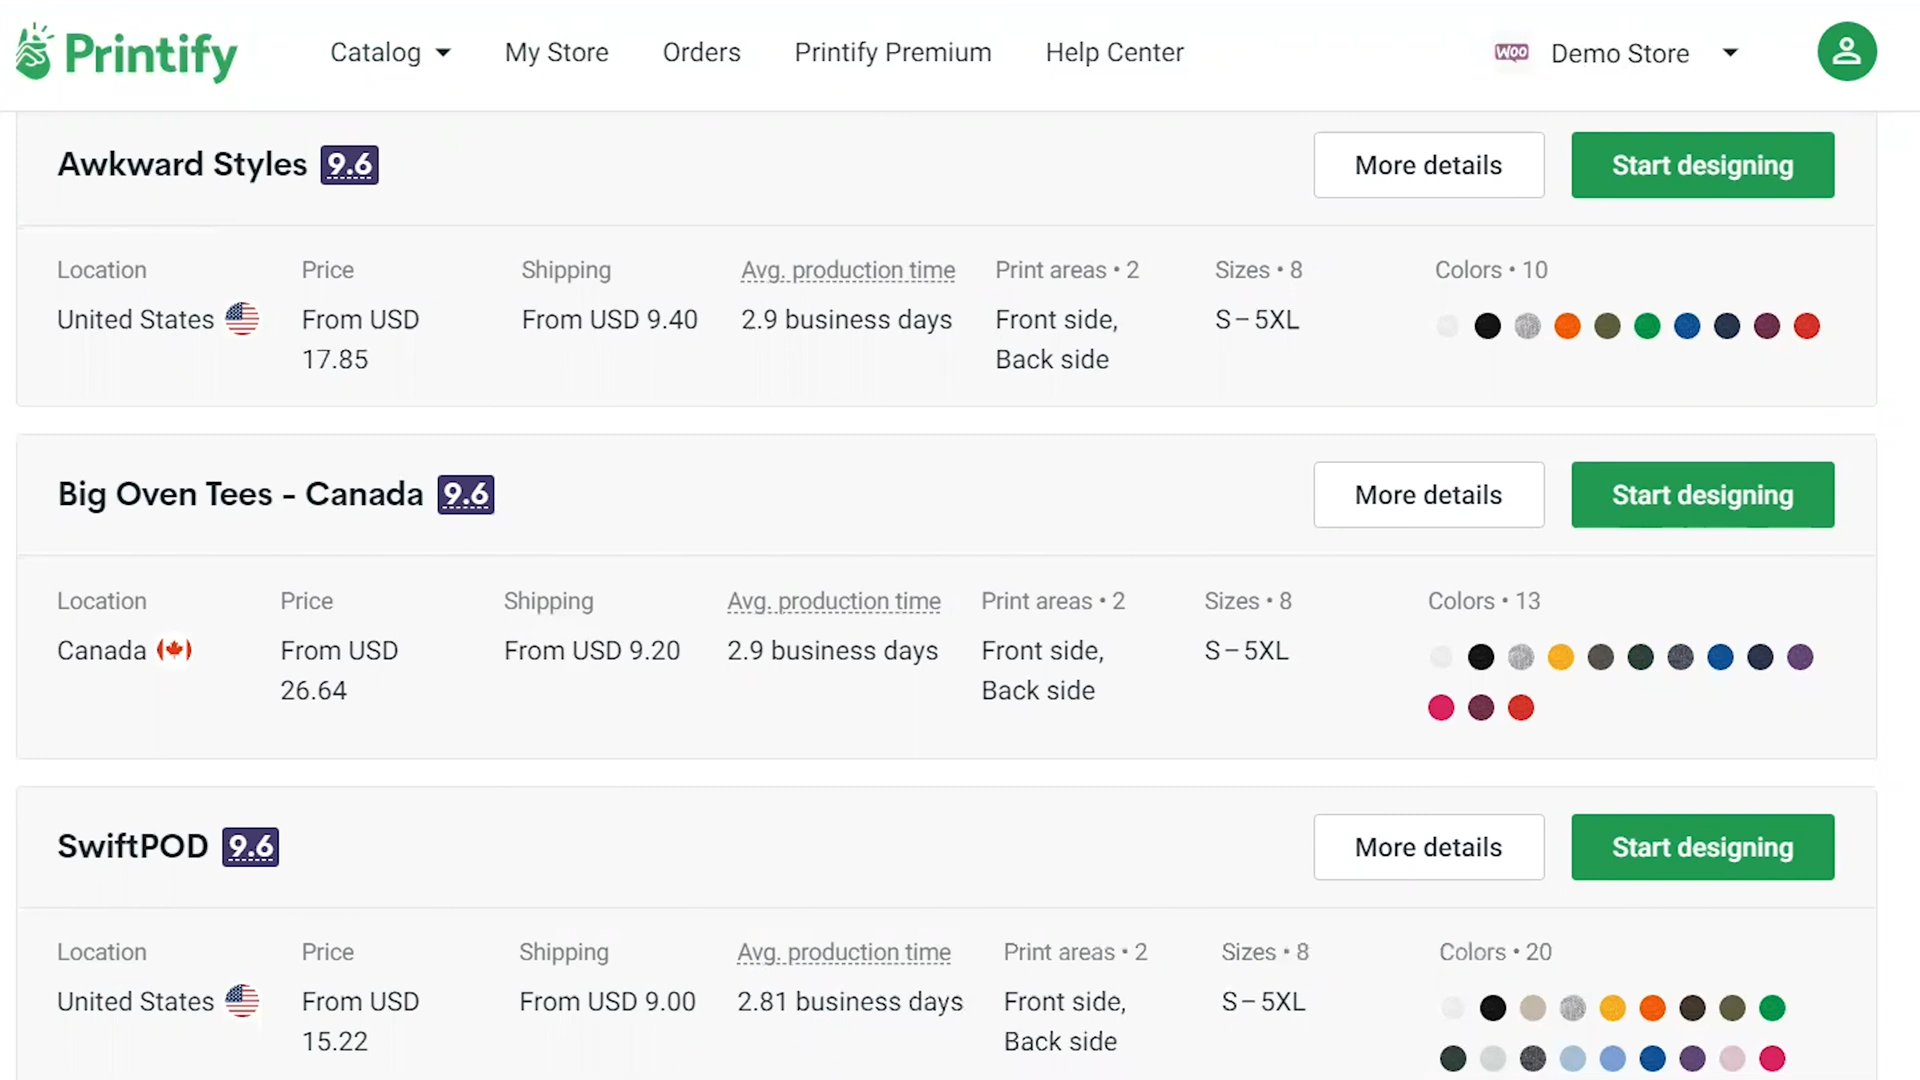 Printify Catalog My Store Orders Printify Premium Help Center WOO Demo Store
Awkward Styles 9.6 More details Start designing
Location Price Shipping Avg. production time Print areas • 2 Sizes • 8 Colors • 10
United States From USD From USD 9.40 2.9 business days Front side, S – 5XL
17.85 Back side
Big Oven Tees - Canada 9.6 More details Start designing
Location Price Shipping Avg. production time Print areas • 2 Sizes • 8 Colors • 13
Canada From USD From USD 9.20 2.9 business days Front side, S – 5XL
26.64 Back side
SwiftPOD 9.6 More details Start designing
Location Price Shipping Avg. production time Print areas • 2 Sizes • 8 Colors • 20
United States From USD From USD 9.00 2.81 business days Front side, S – 5XL
15.22 Back side